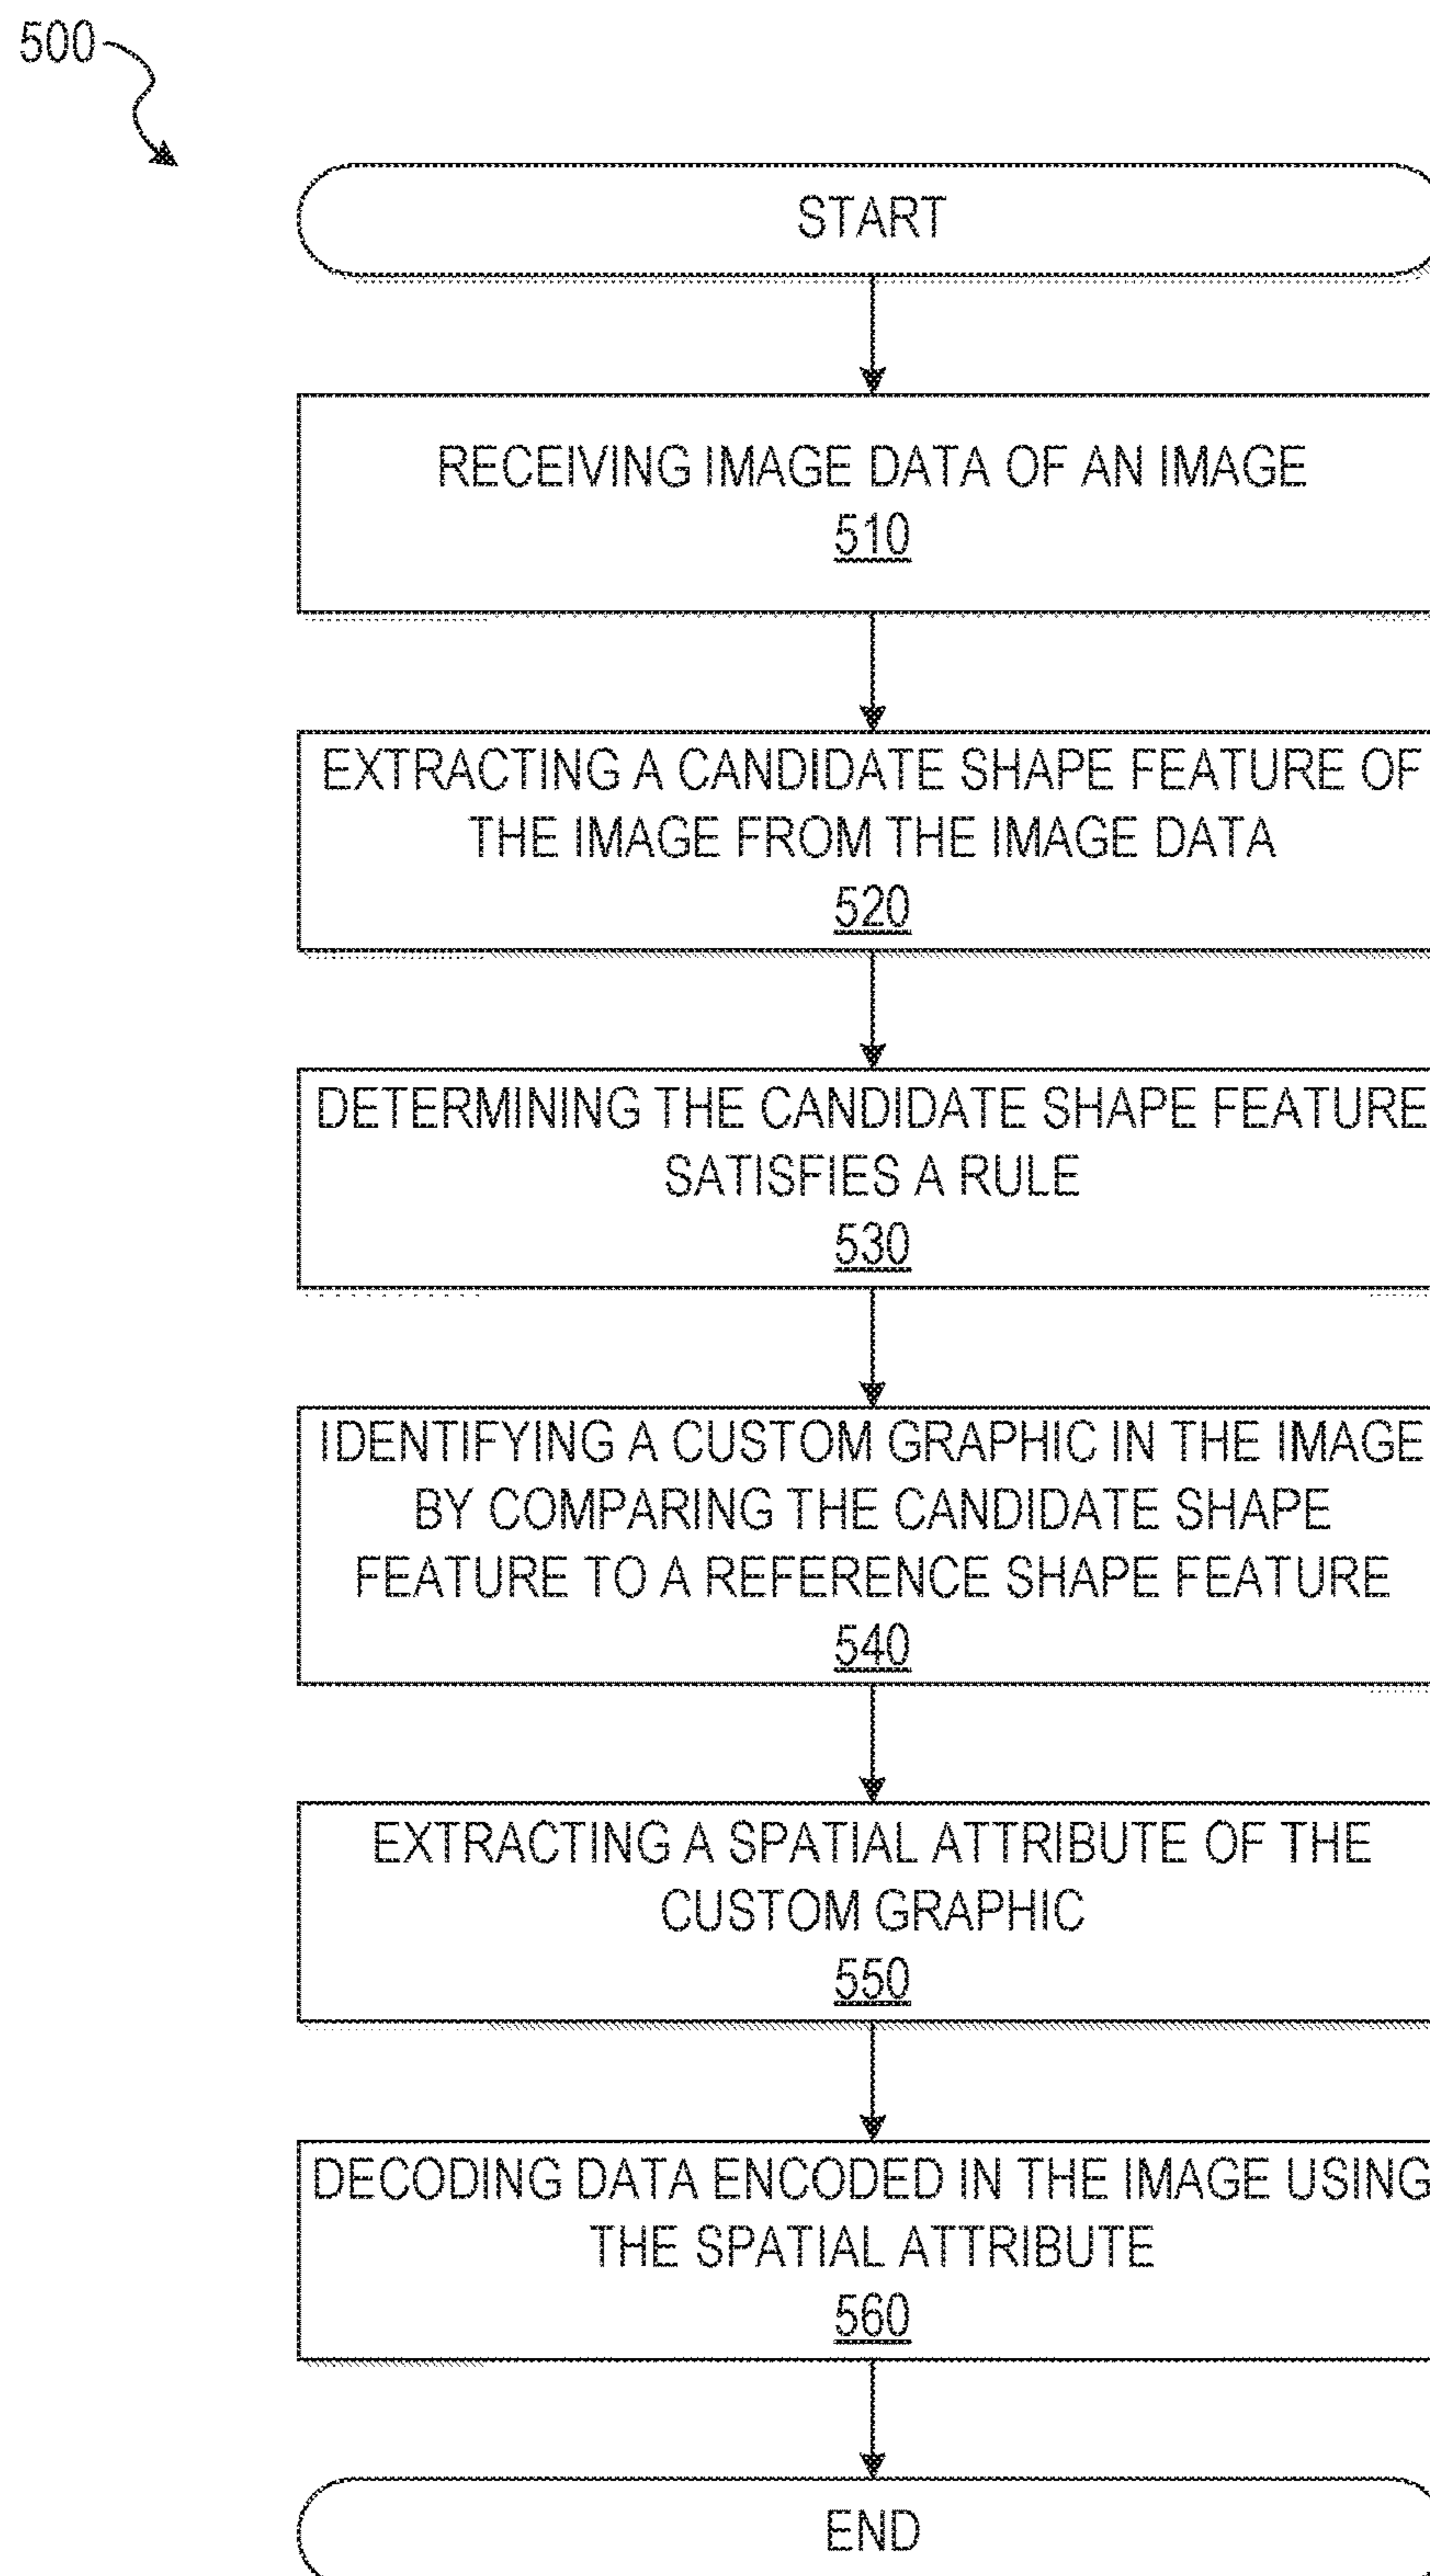 500
START
RECEIVING IMAGE DATA OF AN IMAGE
510
EXTRACTING A CANDIDATE SHAPE FEATURE OF
THE IMAGE FROM THE IMAGE DATA
520
DETERMINING THE CANDIDATE SHAPE FEATURE
SATISFIES A RULE
530
IDENTIFYING A CUSTOM GRAPHIC IN THE IMAGE
BY COMPARING THE CANDIDATE SHAPE
FEATURE TO A REFERENCE SHAPE FEATURE
540
EXTRACTING A SPATIAL ATTRIBUTE OF THE
CUSTOM GRAPHIC
550
DECODING DATA ENCODED IN THE IMAGE USING
THE SPATIAL ATTRIBUTE
560
END